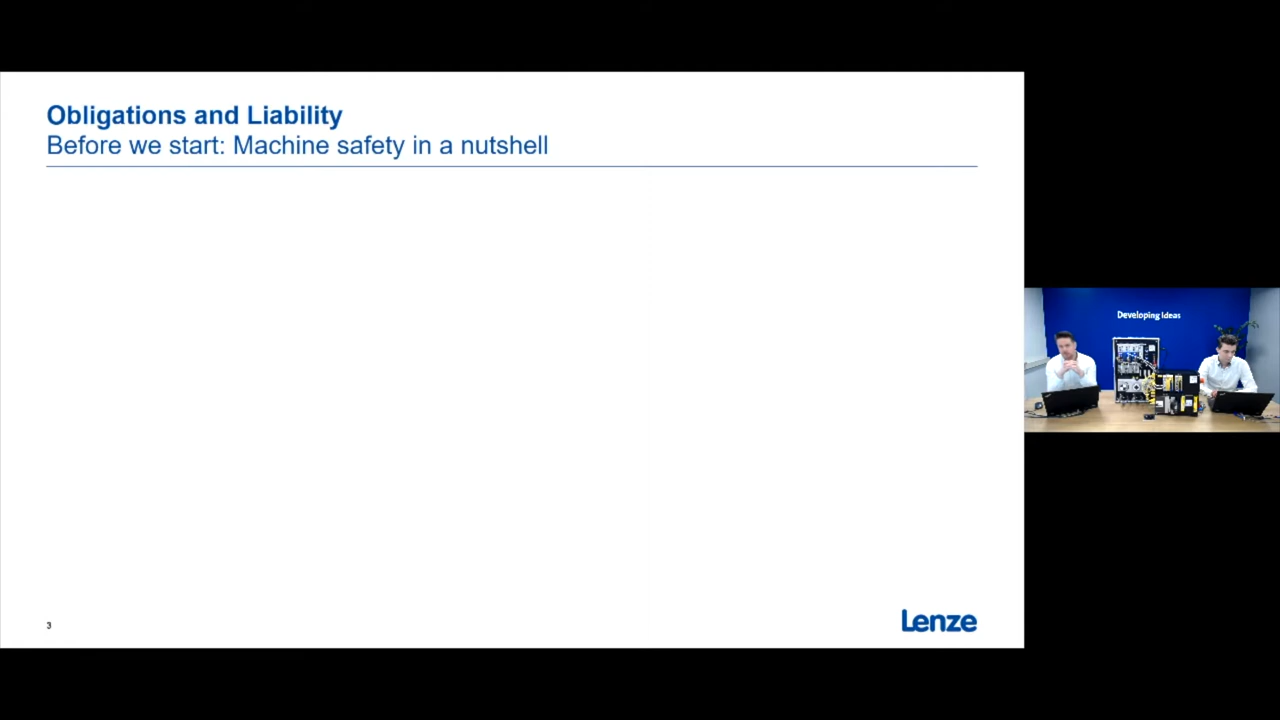 Obligations and Liability
Before we start: Machine safety in a nutshell
Developing Ideas
3
Lenze